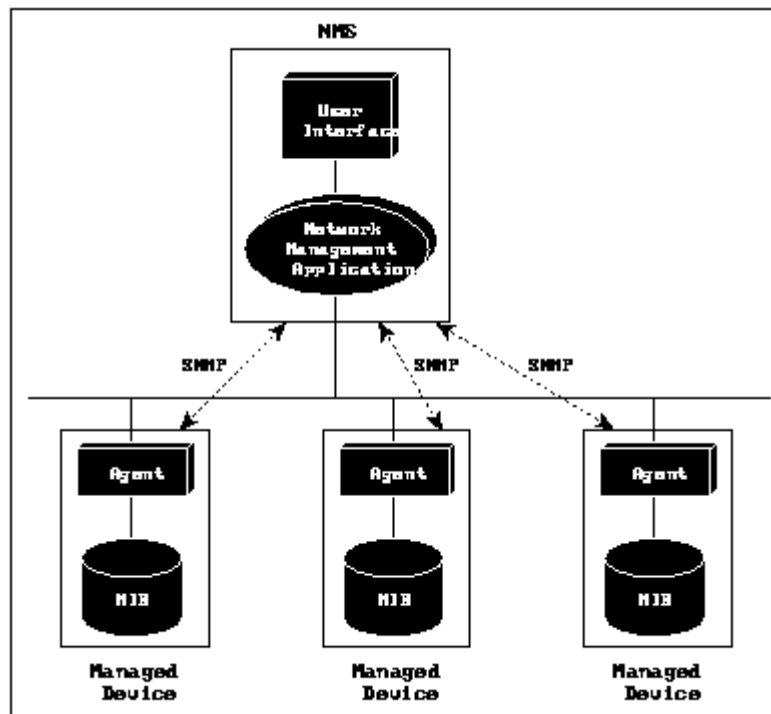 NMS
User
Interface
Network
Management
Application
SNMP
SNMP
SNMP
Agent
Agent
Agent
MIB
MIB
MIB
Managed
Device
Managed
Device
Managed
Device